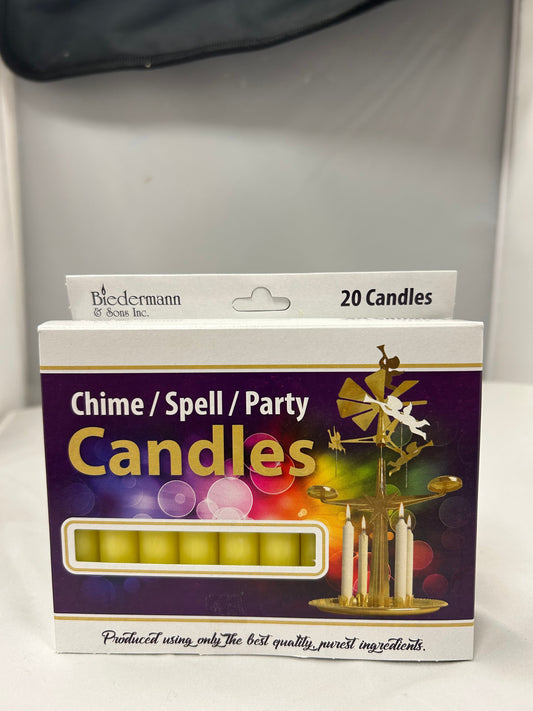 Biedermann
& Sons Inc.
20 Candles
Chime / Spell / Party
Candles
Produced using only the best quality, purest ingredients.